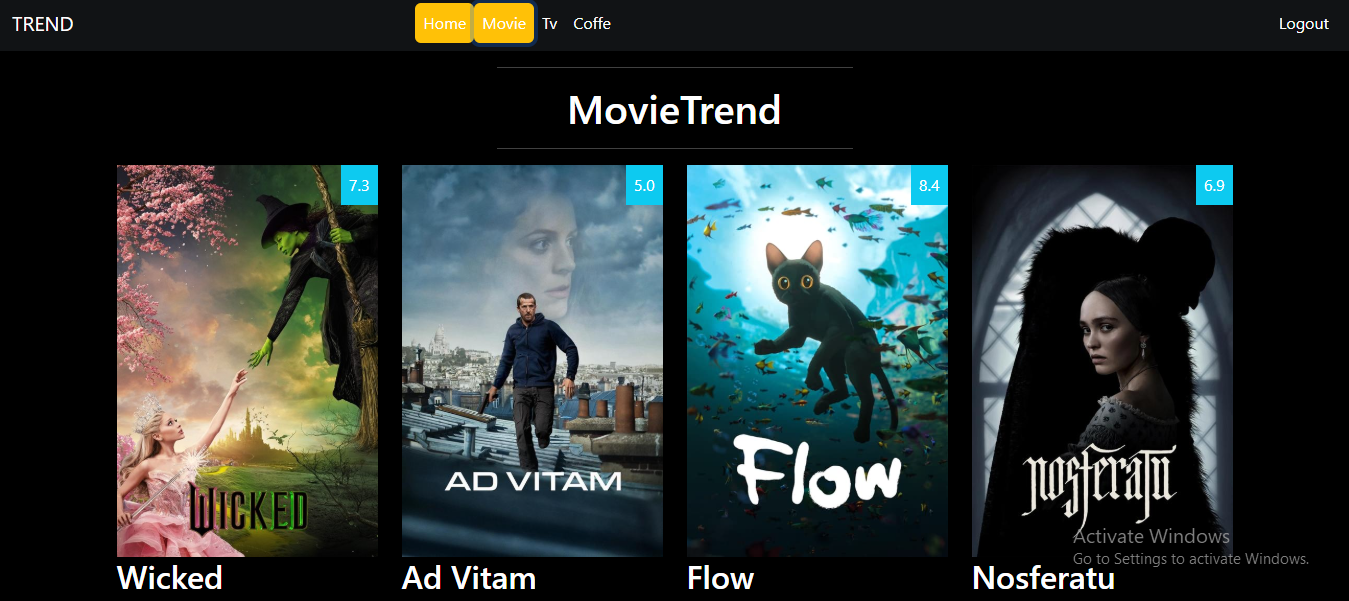 TREND Home Movie Tv Coffe Logout
MovieTrend
7.3 5.0 8.4 6.9
WICKED
AD VITAM
Flow
nosferatu
Activate Windows
Go to Settings to activate Windows.
Wicked Ad Vitam Flow Nosferatu